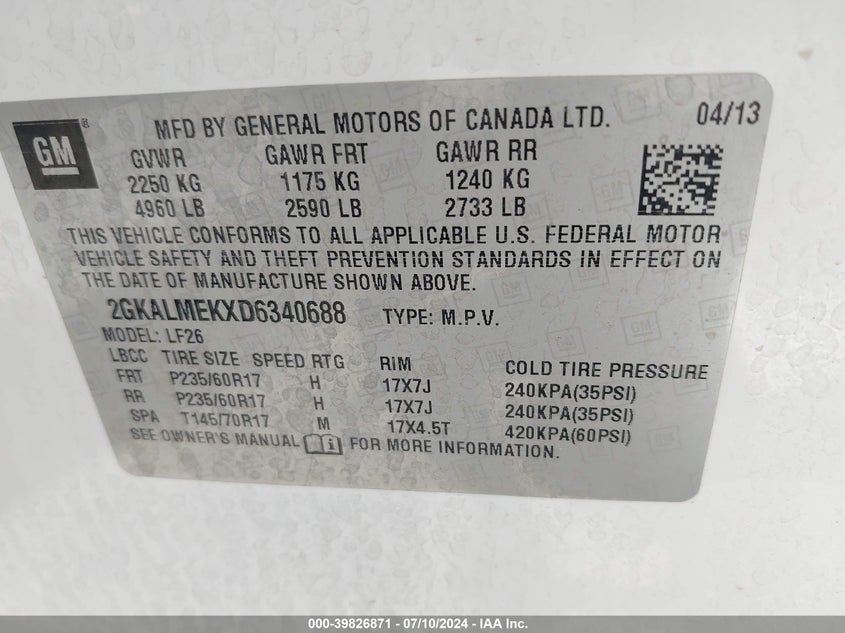 GM ®
MFD BY GENERAL MOTORS OF CANADA LTD. 04/13
GVWR GAWR FRT GAWR RR
2250 KG 1175 KG 1240 KG
4960 LB 2590 LB 2733 LB
THIS VEHICLE CONFORMS TO ALL APPLICABLE U.S. FEDERAL MOTOR
VEHICLE SAFETY AND THEFT PREVENTION STANDARDS IN EFFECT ON
THE DATE OF MANUFACTURE SHOWN ABOVE.
2GKALMEKXD6340688 TYPE: M.P.V.
MODEL: LF26
LBCC TIRE SIZE SPEED RTG RIM COLD TIRE PRESSURE
FRT P235/60R17 H 17X7J 240KPA(35PSI)
RR P235/60R17 H 17X7J 240KPA(35PSI)
SPA T145/70R17 M 17X4.5T 420KPA(60PSI)
SEE OWNER'S MANUAL FOR MORE INFORMATION.
000-39826871 - 07/10/2024 - IAA Inc.